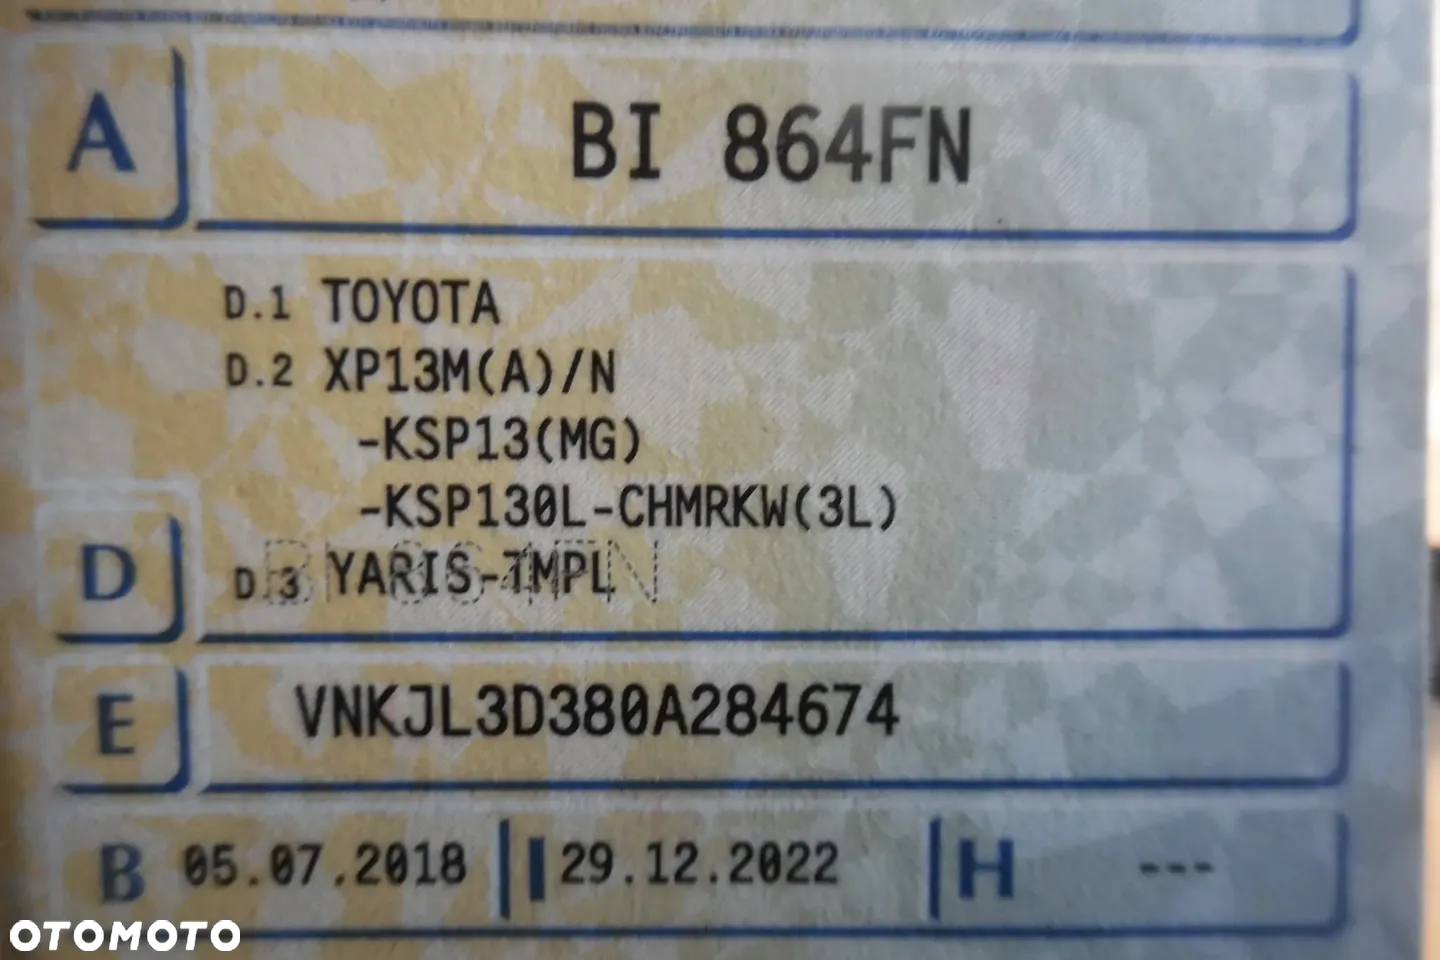 A BI 864FN
D.1 TOYOTA
D.2 XP13M(A)/N
-KSP13(MG)
-KSP130L-CHMRKW(3L)
D D.3 YARIS-TMPL
E VNKJL3D380A284674
B 05.07.2018 I 29.12.2022 H ---
OTOMOTO